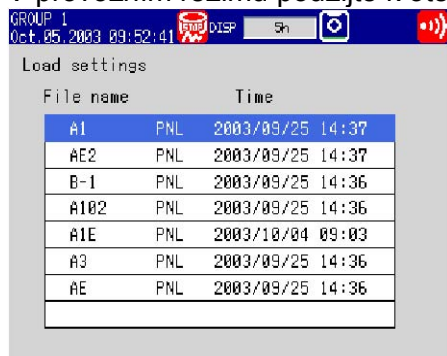 GROUP 1
Oct.05.2003 09:52:41 STOP DISP 5h
Load settings
File name Time
A1 PNL 2003/09/25 14:37
AE2 PNL 2003/09/25 14:37
B-1 PNL 2003/09/25 14:36
A102 PNL 2003/09/25 14:36
A1E PNL 2003/10/04 09:03
A3 PNL 2003/09/25 14:36
AE PNL 2003/09/25 14:36